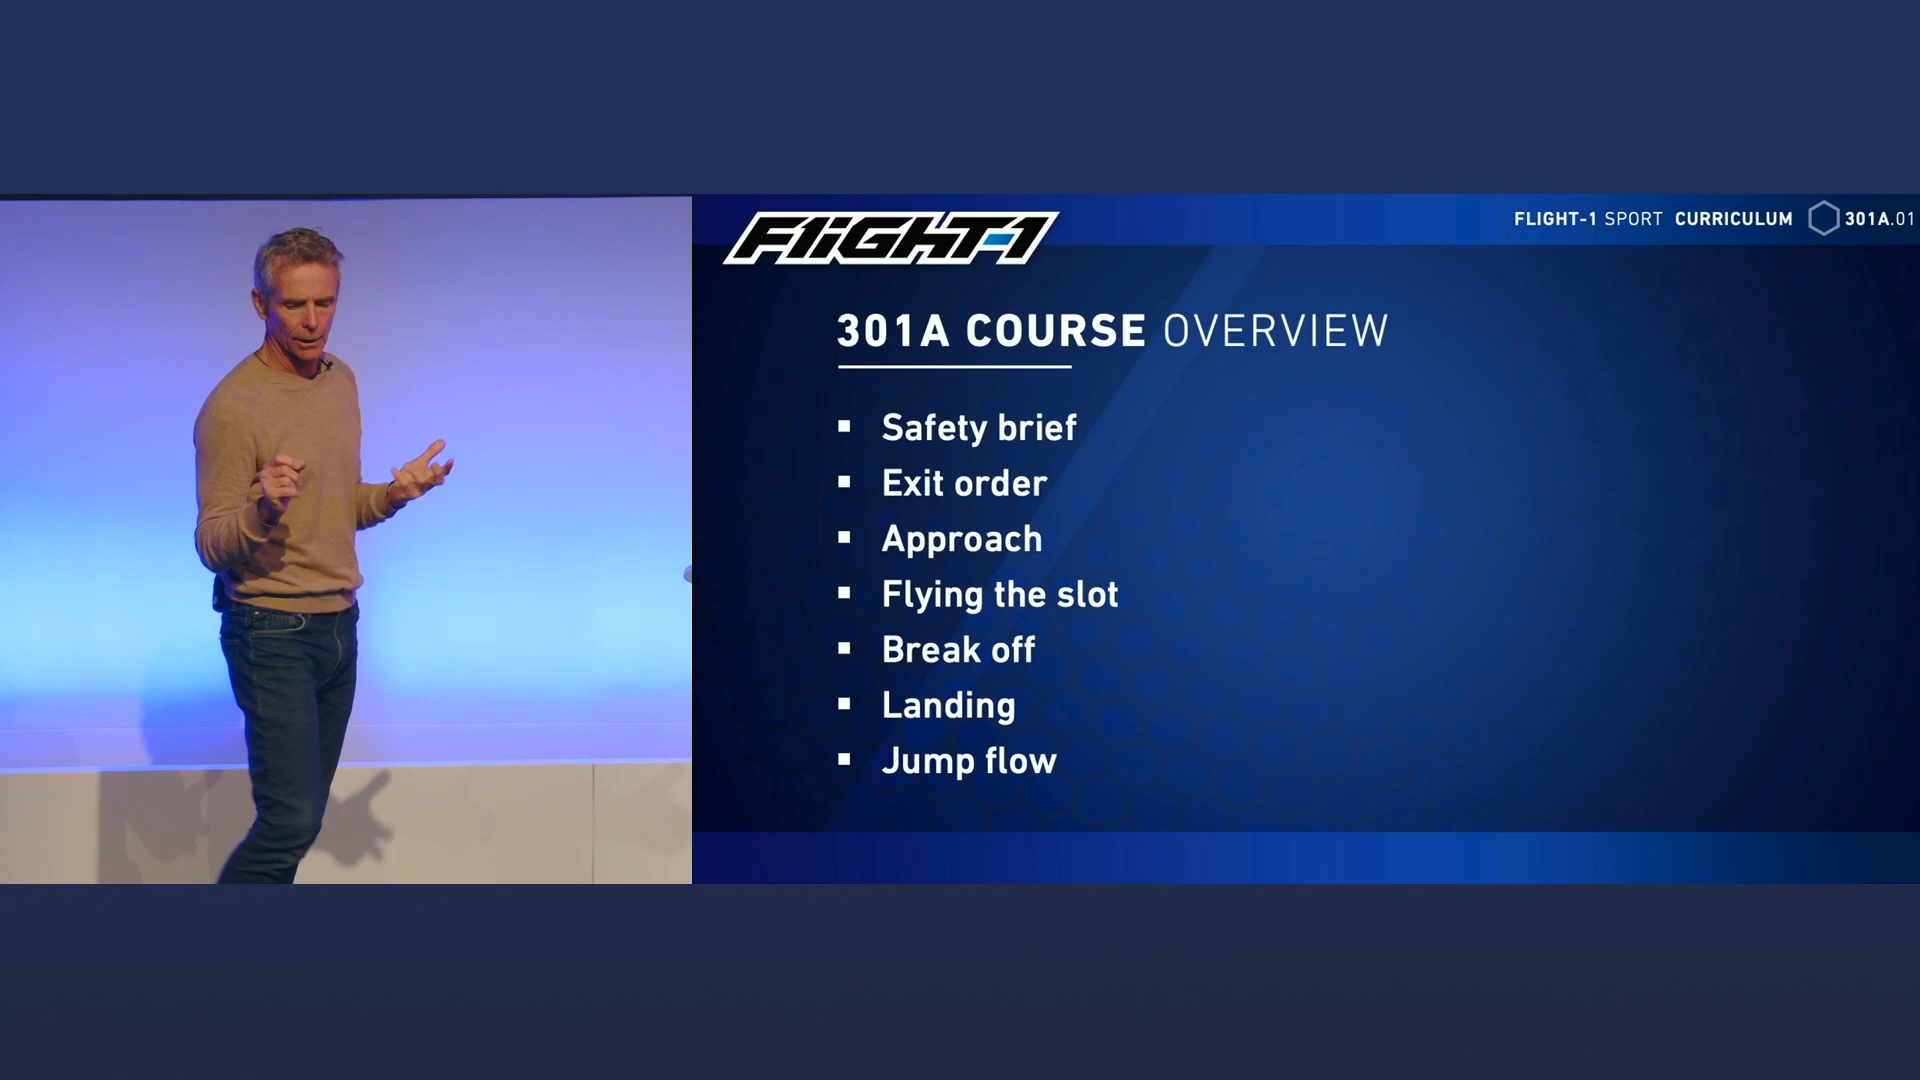 FLiGHT-1
FLIGHT-1 SPORT CURRICULUM 301A.01
301A COURSE OVERVIEW
▪ Safety brief
▪ Exit order
▪ Approach
▪ Flying the slot
▪ Break off
▪ Landing
▪ Jump flow